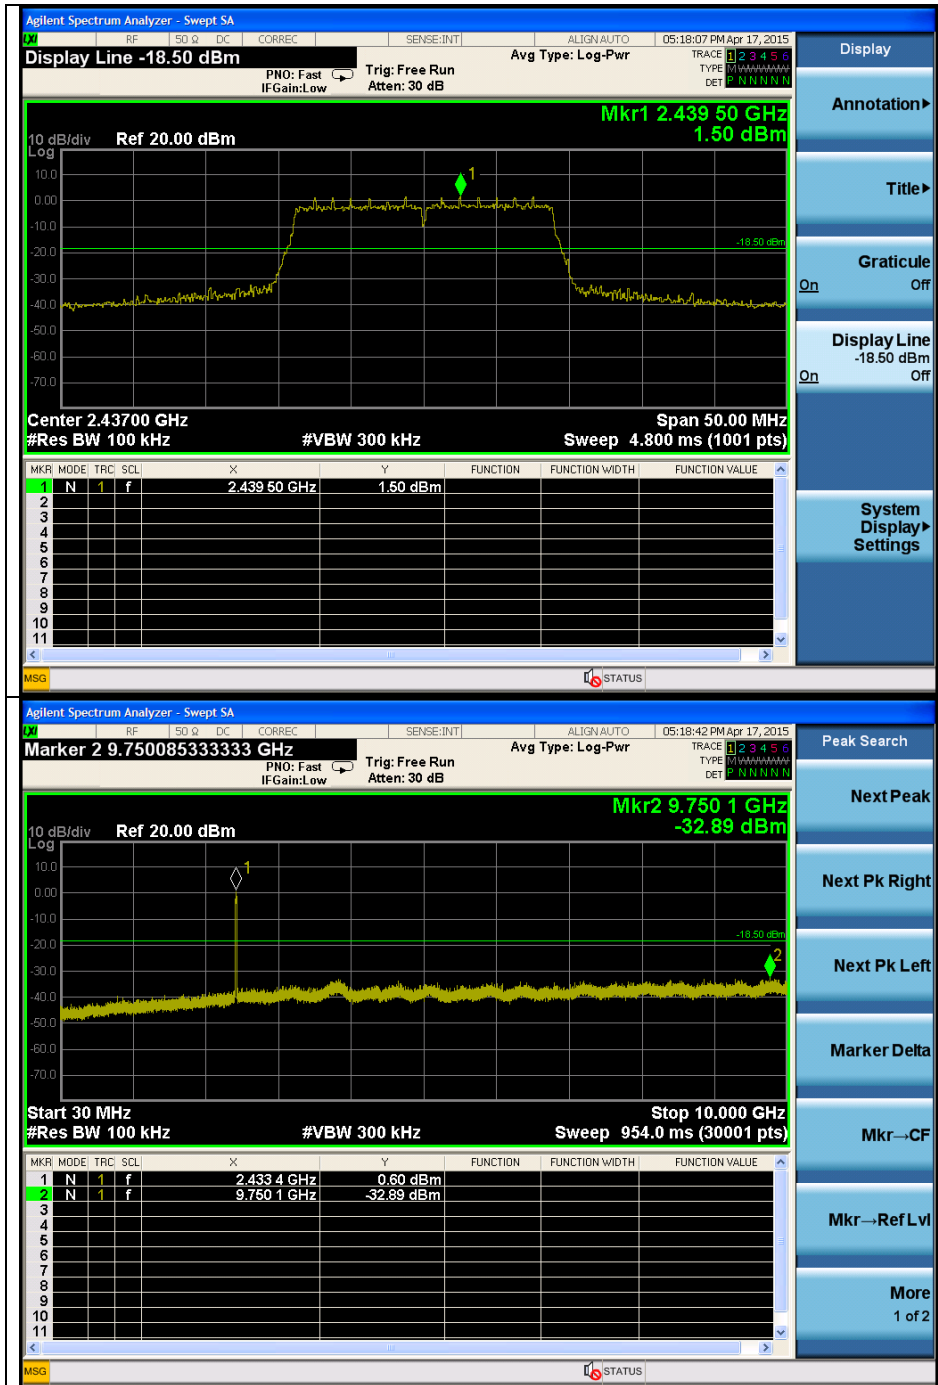 Agilent Spectrum Analyzer - Swept SA
LXI RF 50 Ω DC CORREC SENSE:INT ALIGN AUTO 05:18:07 PM Apr 17, 2015
Display Line -18.50 dBm
PNO: Fast
IFGain:Low
Trig: Free Run
Atten: 30 dB
Avg Type: Log-Pwr
TRACE 1 2 3 4 5 6
TYPE M WWWWW
DET P N N N N N
Mkr1 2.439 50 GHz
1.50 dBm
10 dB/div Ref 20.00 dBm
Log
1
10.0
0.00
-10.0
-18.50 dBm
-20.0
-30.0
-40.0
-50.0
-60.0
-70.0
Center 2.43700 GHz Span 50.00 MHz
#Res BW 100 kHz #VBW 300 kHz Sweep 4.800 ms (1001 pts)
MKR MODE TRC SCL X Y FUNCTION FUNCTION WIDTH FUNCTION VALUE
1 N 1 f 2.439 50 GHz 1.50 dBm
2
3
4
5
6
7
8
9
10
11
MSG STATUS
Display
Annotation
Title
Graticule
On Off
Display Line
-18.50 dBm
On Off
System
Display
Settings
Agilent Spectrum Analyzer - Swept SA
LXI RF 50 Ω DC CORREC SENSE:INT ALIGN AUTO 05:18:42 PM Apr 17, 2015
Marker 2 9.750085333333 GHz
PNO: Fast
IFGain:Low
Trig: Free Run
Atten: 30 dB
Avg Type: Log-Pwr
TRACE 1 2 3 4 5 6
TYPE M WWWWW
DET P N N N N N
Mkr2 9.750 1 GHz
-32.89 dBm
10 dB/div Ref 20.00 dBm
Log
1
10.0
0.00
-10.0
-18.50 dBm
-20.0
2
-30.0
-40.0
-50.0
-60.0
-70.0
Start 30 MHz Stop 10.000 GHz
#Res BW 100 kHz #VBW 300 kHz Sweep 954.0 ms (30001 pts)
MKR MODE TRC SCL X Y FUNCTION FUNCTION WIDTH FUNCTION VALUE
1 N 1 f 2.433 4 GHz 0.60 dBm
2 N 1 f 9.750 1 GHz -32.89 dBm
3
4
5
6
7
8
9
10
11
MSG STATUS
Peak Search
Next Peak
Next Pk Right
Next Pk Left
Marker Delta
Mkr→CF
Mkr→Ref Lvl
More
1 of 2